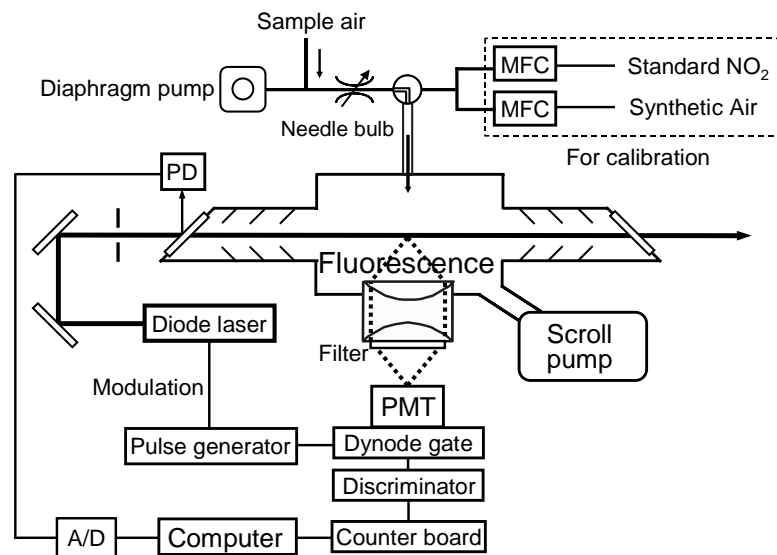 Sample air
Diaphragm pump
Needle bulb
MFC
Standard NO₂
MFC
Synthetic Air
For calibration
PD
Fluorescence
Diode laser
Filter
Scroll
pump
Modulation
PMT
Pulse generator
Dynode gate
Discriminator
A/D
Computer
Counter board